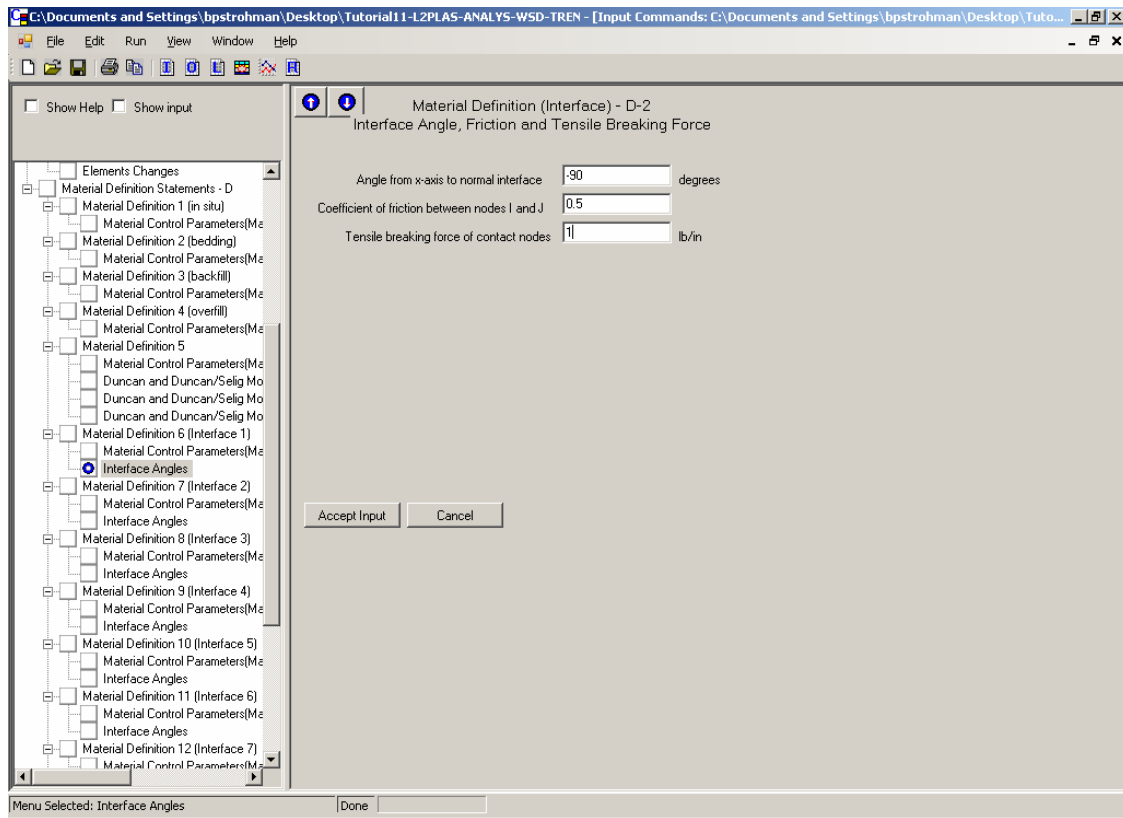 C:\Documents and Settings\bpstrohman\Desktop\Tutorial11-L2PLAS-ANALYS-WSD-TREN - [Input Commands: C:\Documents and Settings\bpstrohman\Desktop\Tuto...
File Edit Run View Window Help
Show Help Show input
Material Definition (Interface) - D-2
Interface Angle, Friction and Tensile Breaking Force
Angle from x-axis to normal interface -90 degrees
Coefficient of friction between nodes I and J 0.5
Tensile breaking force of contact nodes 1 lb/in
Accept Input Cancel
Elements Changes
Material Definition Statements - D
Material Definition 1 (in situ)
Material Control Parameters(Ma
Material Definition 2 (bedding)
Material Control Parameters(Ma
Material Definition 3 (backfill)
Material Control Parameters(Ma
Material Definition 4 (overfill)
Material Control Parameters(Ma
Material Definition 5
Material Control Parameters(Ma
Duncan and Duncan/Selig Mo
Duncan and Duncan/Selig Mo
Duncan and Duncan/Selig Mo
Material Definition 6 (Interface 1)
Material Control Parameters(Ma
Interface Angles
Material Definition 7 (Interface 2)
Material Control Parameters(Ma
Interface Angles
Material Definition 8 (Interface 3)
Material Control Parameters(Ma
Interface Angles
Material Definition 9 (Interface 4)
Material Control Parameters(Ma
Interface Angles
Material Definition 10 (Interface 5)
Material Control Parameters(Ma
Interface Angles
Material Definition 11 (Interface 6)
Material Control Parameters(Ma
Interface Angles
Material Definition 12 (Interface 7)
Material Control Parameters(Ma
Menu Selected: Interface Angles Done